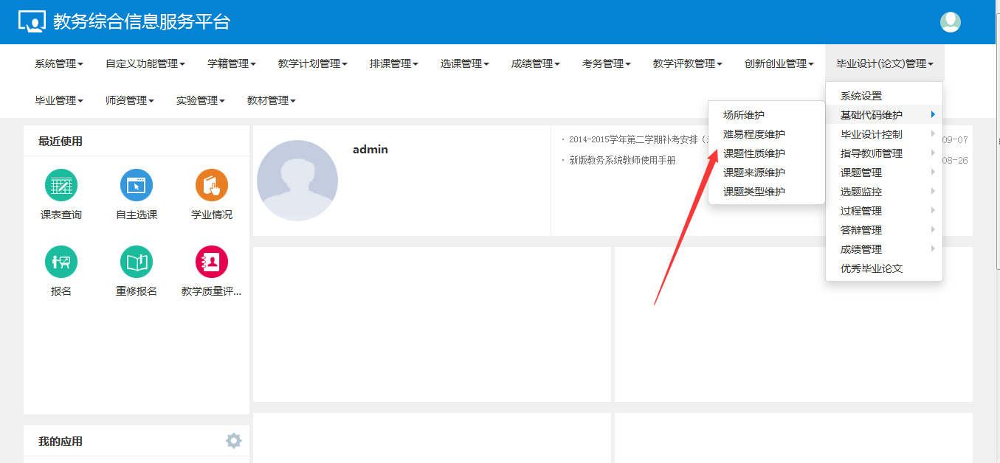 教务综合信息服务平台
系统管理 自定义功能管理 学籍管理 教学计划管理 排课管理 选课管理 成绩管理 考务管理 教学评教管理 创新创业管理 毕业设计(论文)管理
毕业管理 师资管理 实验管理 教材管理
系统设置
基础代码维护
毕业设计控制
指导教师管理
课题管理
选题监控
过程管理
答辩管理
成绩管理
优秀毕业论文
场所维护
难易程度维护
课题性质维护
课题来源维护
课题类型维护
最近使用
课表查询 自主选课 学业情况
报名 重修报名 教学质量评...
我的应用
admin
· 2014-2015学年第二学期补考安排 09-07
· 新版教务系统教师使用手册 08-26